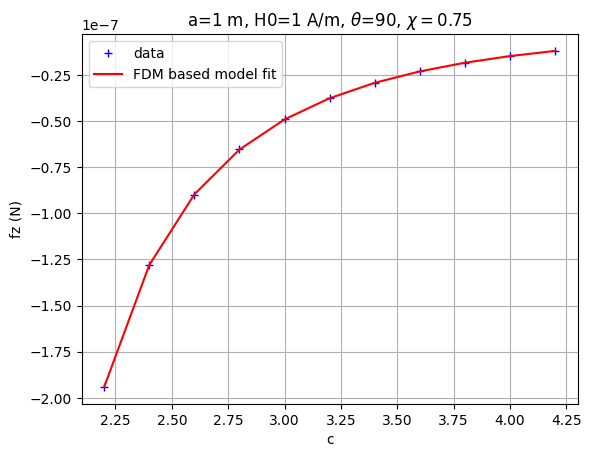 a=1 m, H0=1 A/m, θ=90, χ = 0.75
1e−7
data
FDM based model fit
−0.25
−0.50
−0.75
−1.00
−1.25
−1.50
−1.75
−2.00
fz (N)
2.25 2.50 2.75 3.00 3.25 3.50 3.75 4.00 4.25
c